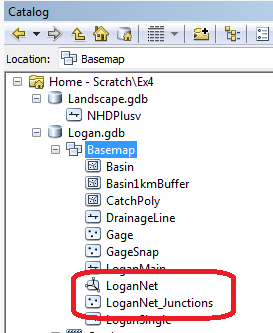 Catalog
Location: Basemap
Home - Scratch\Ex4
Landscape.gdb
NHDPlusv
Logan.gdb
Basemap
Basin
Basin1kmBuffer
CatchPoly
DrainageLine
Gage
GageSnap
LoganMain
LoganNet
LoganNet_Junctions
LoganSingle